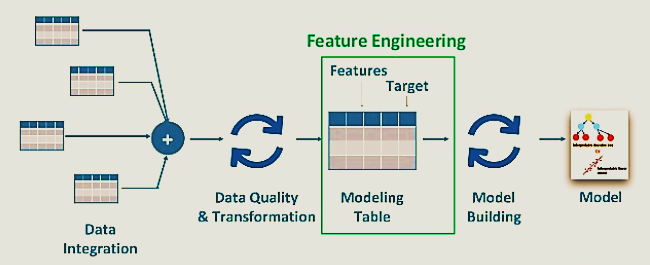 Feature Engineering
Features
Target
+
Data Quality
& Transformation
Modeling
Table
Model
Building
Model
Data
Integration